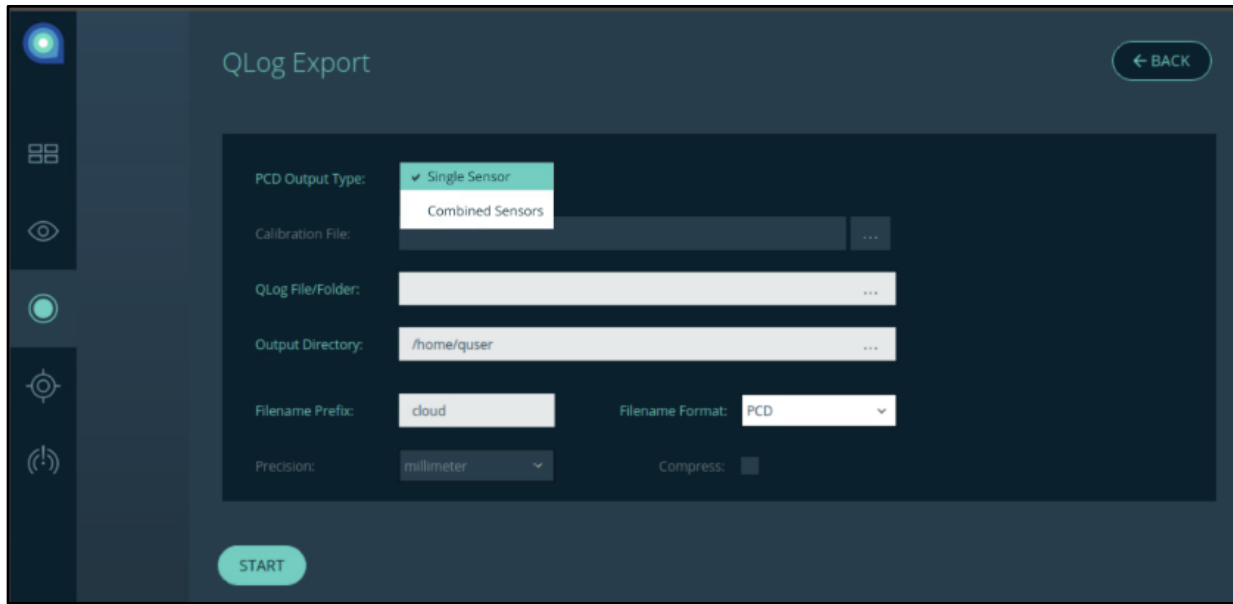 QLog Export
← BACK
PCD Output Type:
✓ Single Sensor
Combined Sensors
Calibration File:
...
QLog File/Folder:
...
Output Directory: /home/quser ...
Filename Prefix: cloud Filename Format: PCD
Precision: millimeter Compress:
START